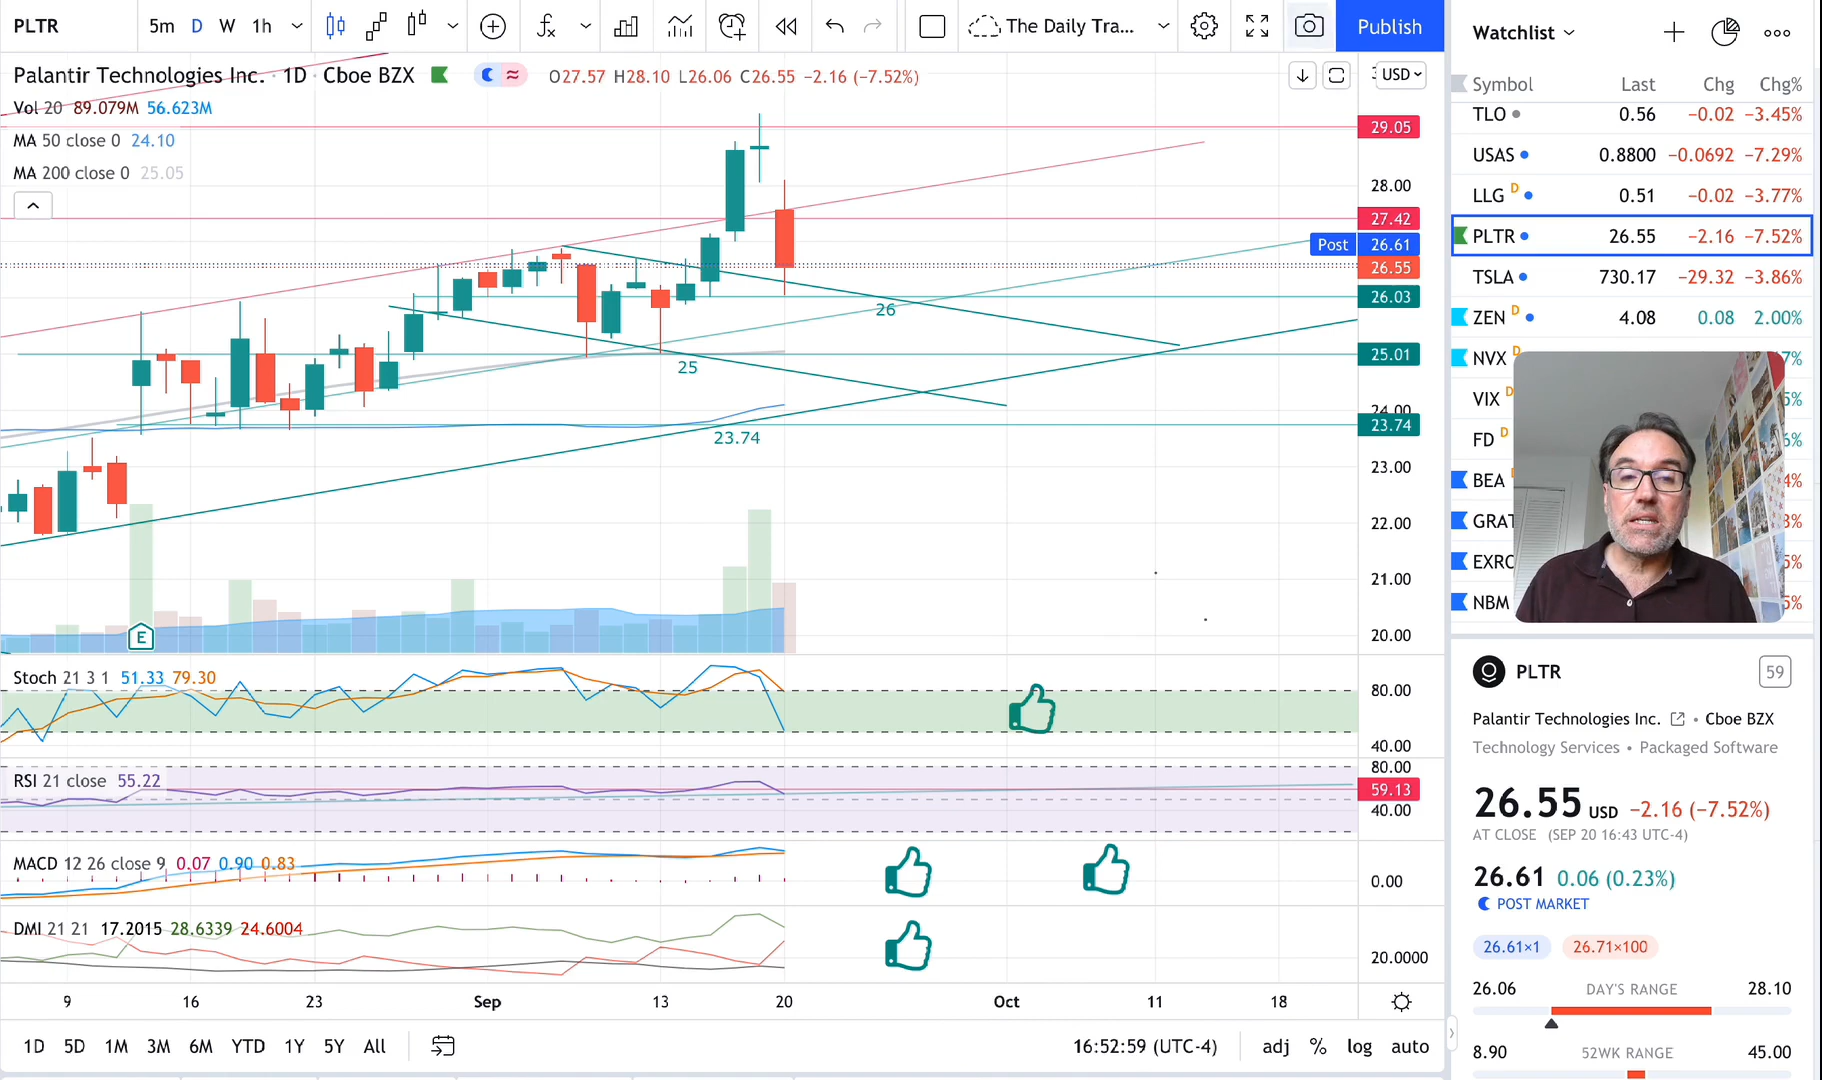 PLTR 5m D W 1h The Daily Tra... Publish
Palantir Technologies Inc. · 1D · Cboe BZX O27.57 H28.10 L26.06 C26.55 −2.16 (−7.52%) USD
Vol 20 89.079M 56.623M
MA 50 close 0 24.10
MA 200 close 0 25.05
29.05
28.00
27.42
Post 26.61
26.55
26.03
26
25.01
25
24.00
23.74
23.74
23.00
22.00
21.00
20.00
E
Stoch 21 3 1 51.33 79.30
80.00
40.00
RSI 21 close 55.22
80.00
59.13
40.00
MACD 12 26 close 9 0.07 0.90 0.83
0.00
DMI 21 21 17.2015 28.6339 24.6004
20.0000
9 16 23 Sep 13 20 Oct 11 18
1D 5D 1M 3M 6M YTD 1Y 5Y All 16:52:59 (UTC-4) adj % log auto
Watchlist
Symbol Last Chg Chg%
TLO 0.56 −0.02 −3.45%
USAS 0.8800 −0.0692 −7.29%
LLG D 0.51 −0.02 −3.77%
PLTR 26.55 −2.16 −7.52%
TSLA 730.17 −29.32 −3.86%
ZEN D 4.08 0.08 2.00%
NVX D 7%
VIX D 5%
FD D 6%
BEA 4%
GRAT 3%
EXRO 5%
NBM 5%
PLTR 59
Palantir Technologies Inc. • Cboe BZX
Technology Services • Packaged Software
26.55 USD −2.16 (−7.52%)
AT CLOSE (SEP 20 16:43 UTC-4)
26.61 0.06 (0.23%)
POST MARKET
26.61×1 26.71×100
26.06 DAY'S RANGE 28.10
8.90 52WK RANGE 45.00